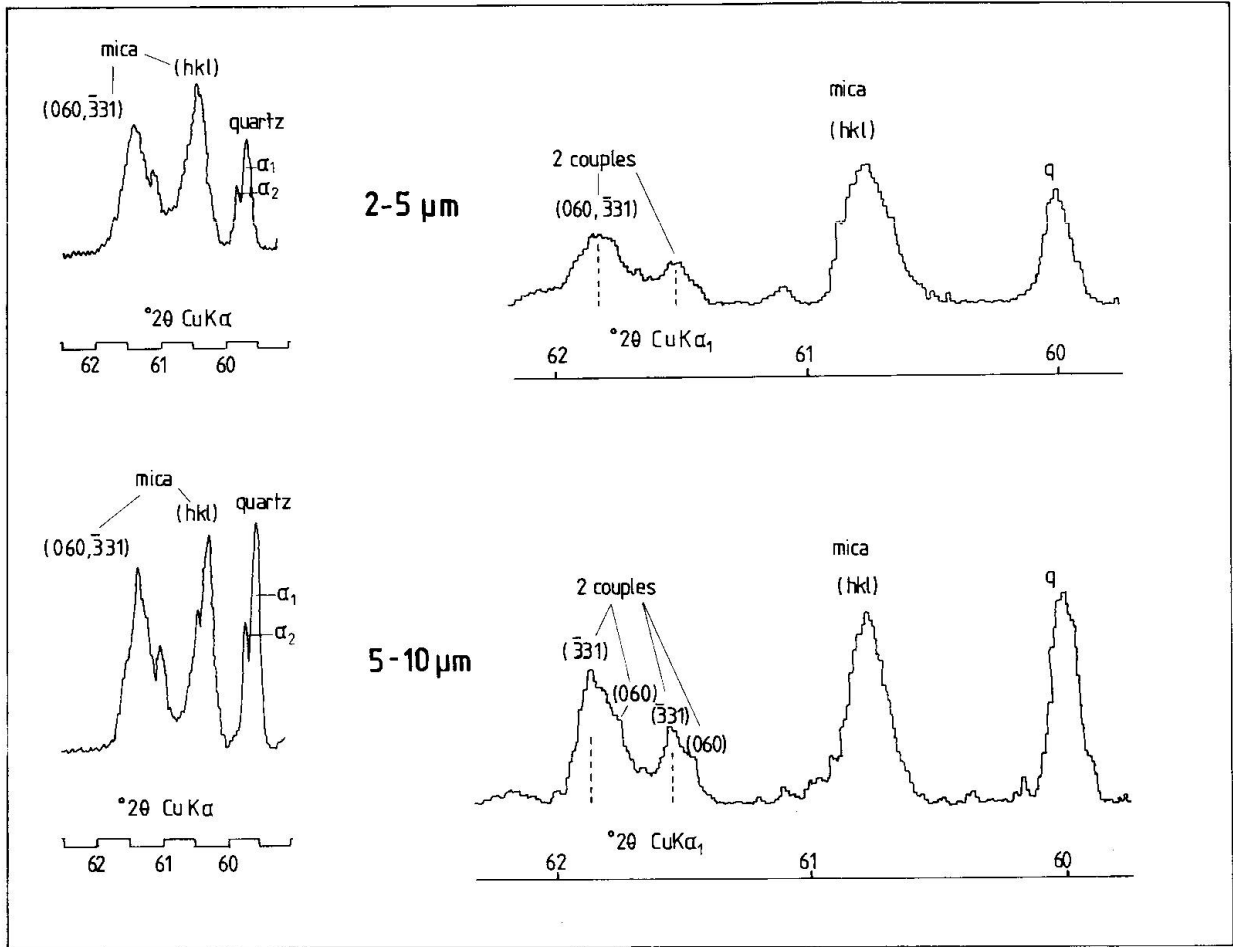 mica
(hkl)
(060,3̄31)
quartz
α₁
α₂
°2θ CuKα
62 61 60
2-5 µm
mica
(hkl)
q
2 couples
(060,3̄31)
°2θ CuKα₁
62 61 60
mica
(hkl)
quartz
(060,3̄31)
α₁
α₂
°2θ CuKα
62 61 60
5-10 µm
mica
(hkl)
q
2 couples
(3̄31)
(060)
(3̄31)
(060)
°2θ CuKα₁
62 61 60